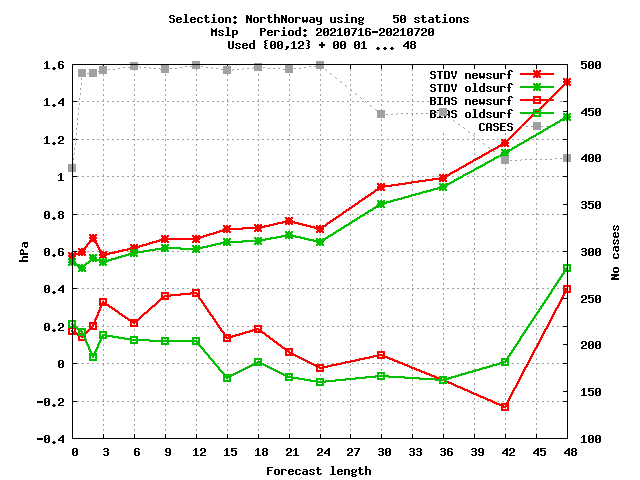 Selection: NorthNorway using    50 stations
Mslp   Period: 20210716-20210720
Used {00,12} + 00 01 ... 48
STDV newsurf
STDV oldsurf
BIAS newsurf
BIAS oldsurf
CASES
1.6
1.4
1.2
1
0.8
0.6
0.4
0.2
0
-0.2
-0.4
hPa
500
450
400
350
300
250
200
150
100
No cases
0 3 6 9 12 15 18 21 24 27 30 33 36 39 42 45 48
Forecast length